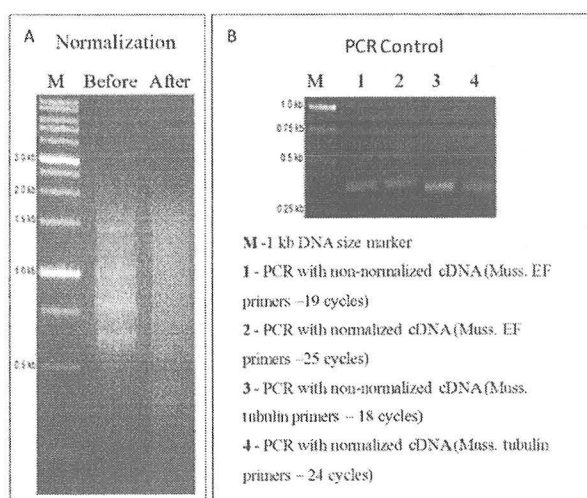 A
Normalization
M Before After
3.0 kb
2.0 kb
1.5 kb
1.0 kb
0.5 kb
B
PCR Control
M 1 2 3 4
1.0 kb
0.75 kb
0.5 kb
0.25 kb
M -1 kb DNA size marker
1 - PCR with non-normalized cDNA (Muss. EF
primers –19 cycles)
2 - PCR with normalized cDNA (Muss. EF
primers –25 cycles)
3 - PCR with non-normalized cDNA (Muss.
tubulin primers – 18 cycles)
4 - PCR with normalized cDNA (Muss. tubulin
primers – 24 cycles)